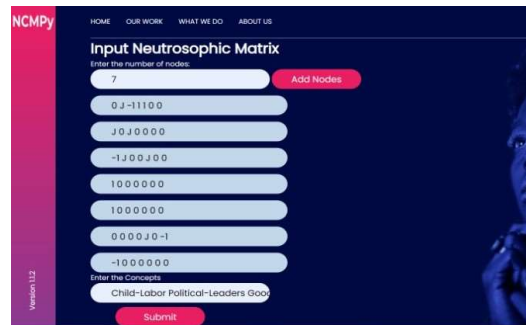 NCMPy
HOME OUR WORK WHAT WE DO ABOUT US
Input Neutrosophic Matrix
Enter the number of nodes:
7 Add Nodes
0 J -1 1 1 0 0
J 0 J 0 0 0 0
-1 J 0 0 J 0 0
1 0 0 0 0 0 0
1 0 0 0 0 0 0
0 0 0 0 J 0 -1
-1 0 0 0 0 0 0
Enter the Concepts
Child-Labor Political-Leaders Good
Submit
Version 1.1.2